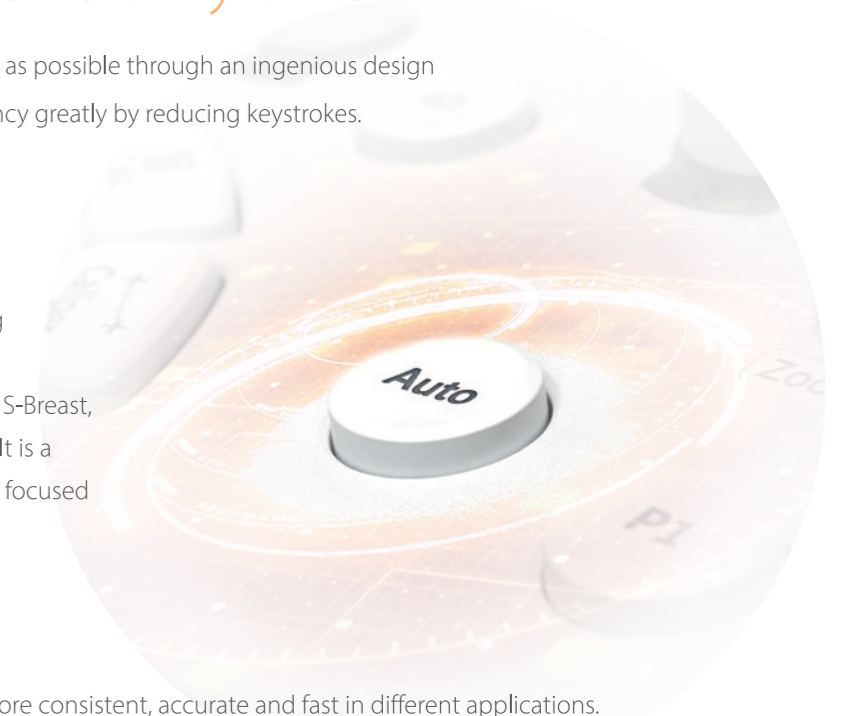 as possible through an ingenious design
ncy greatly by reducing keystrokes.
g
S-Breast,
It is a
focused
Auto
Zoo
P1
ore consistent, accurate and fast in different applications.